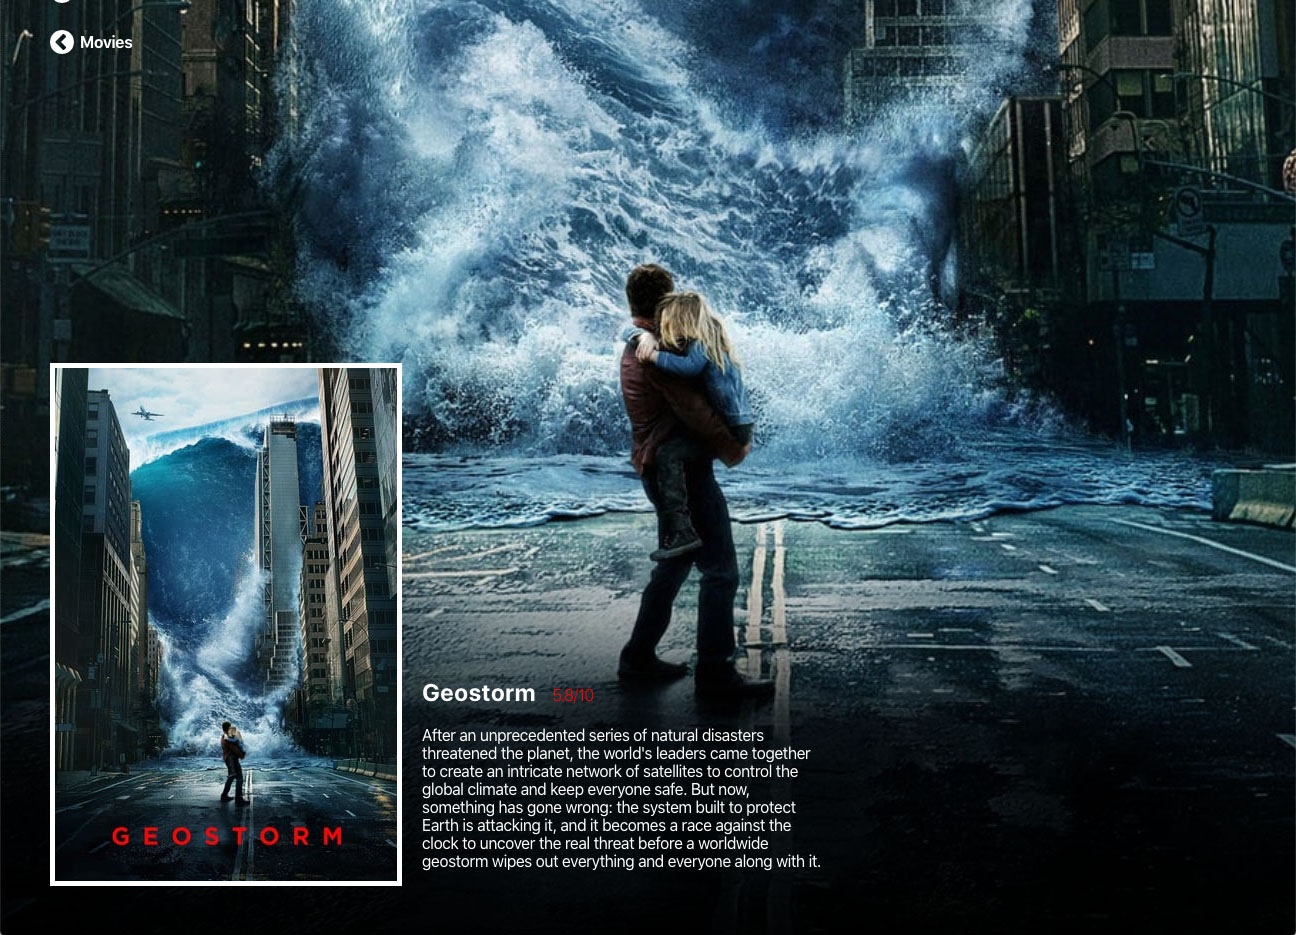 Movies
GEOSTORM
Geostorm 5.8/10
After an unprecedented series of natural disasters
threatened the planet, the world's leaders came together
to create an intricate network of satellites to control the
global climate and keep everyone safe. But now,
something has gone wrong: the system built to protect
Earth is attacking it, and it becomes a race against the
clock to uncover the real threat before a worldwide
geostorm wipes out everything and everyone along with it.